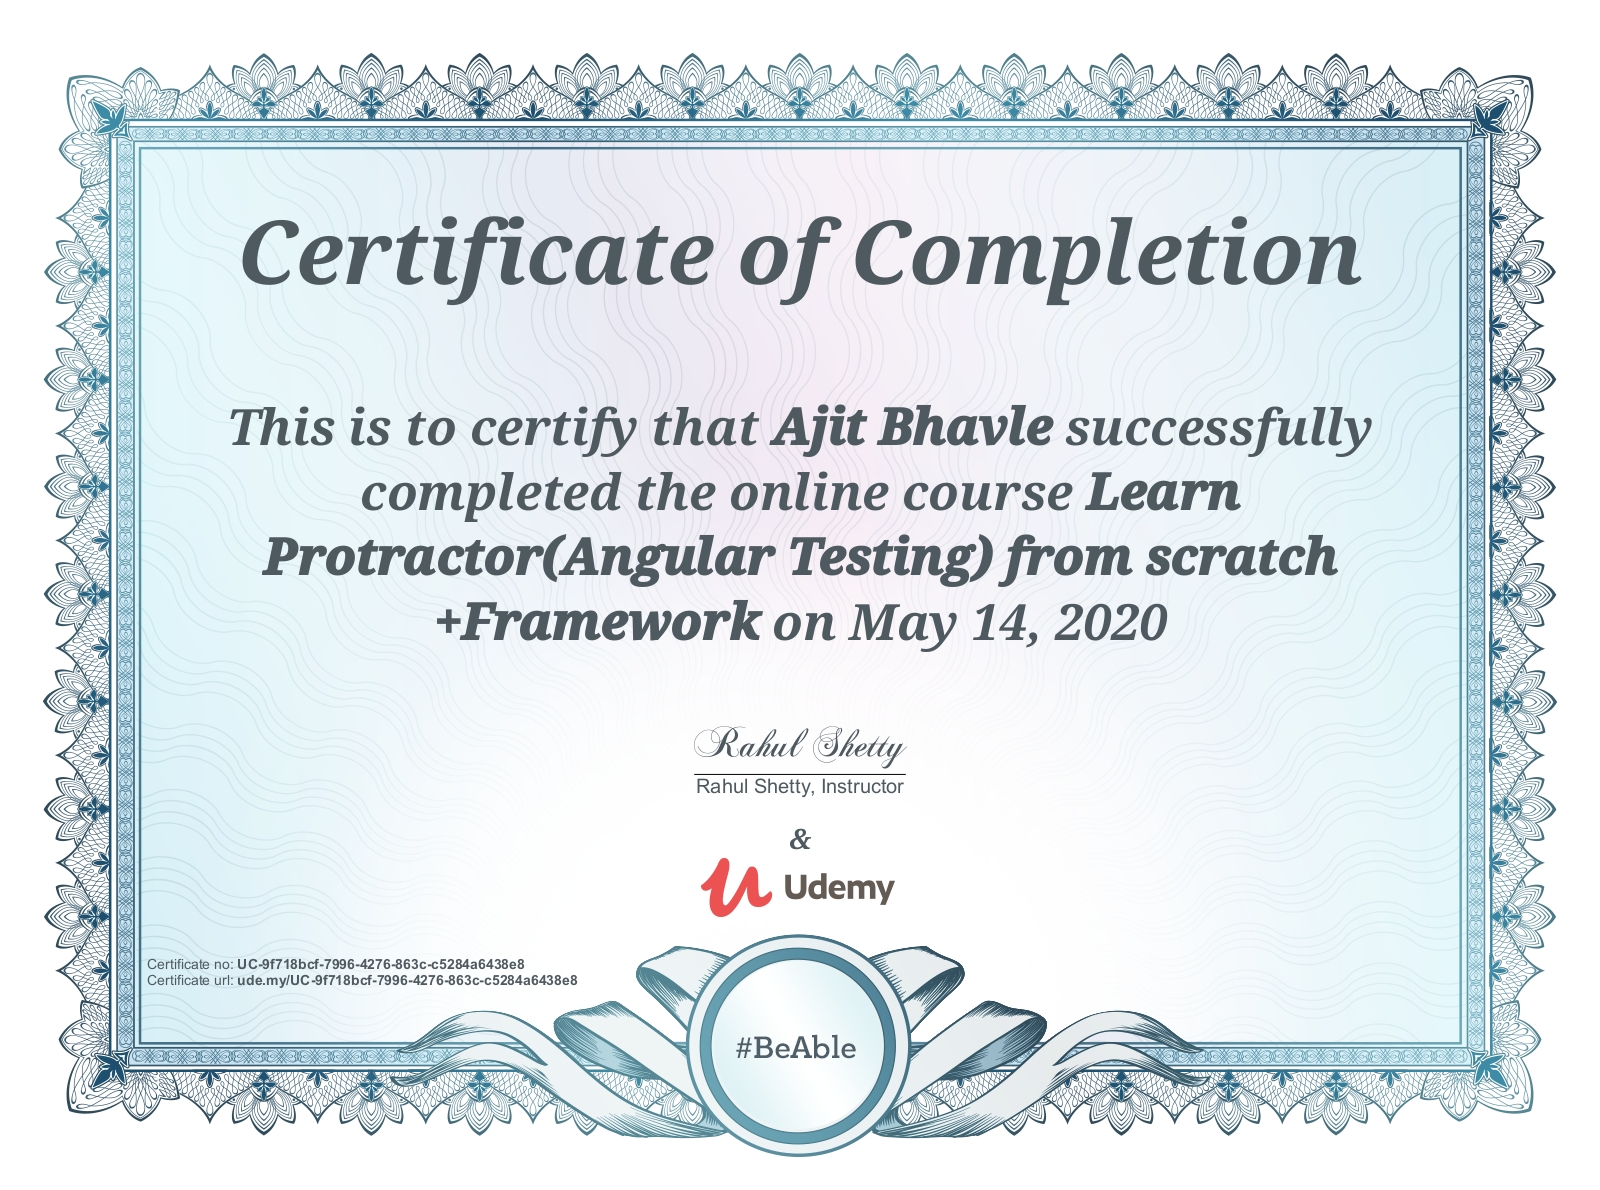 Certificate of Completion
This is to certify that Ajit Bhavle successfully
completed the online course Learn
Protractor(Angular Testing) from scratch
+Framework on May 14, 2020
Rahul Shetty
Rahul Shetty, Instructor
&
Udemy
Certificate no: UC-9f718bcf-7996-4276-863c-c5284a6438e8
Certificate url: ude.my/UC-9f718bcf-7996-4276-863c-c5284a6438e8
#BeAble